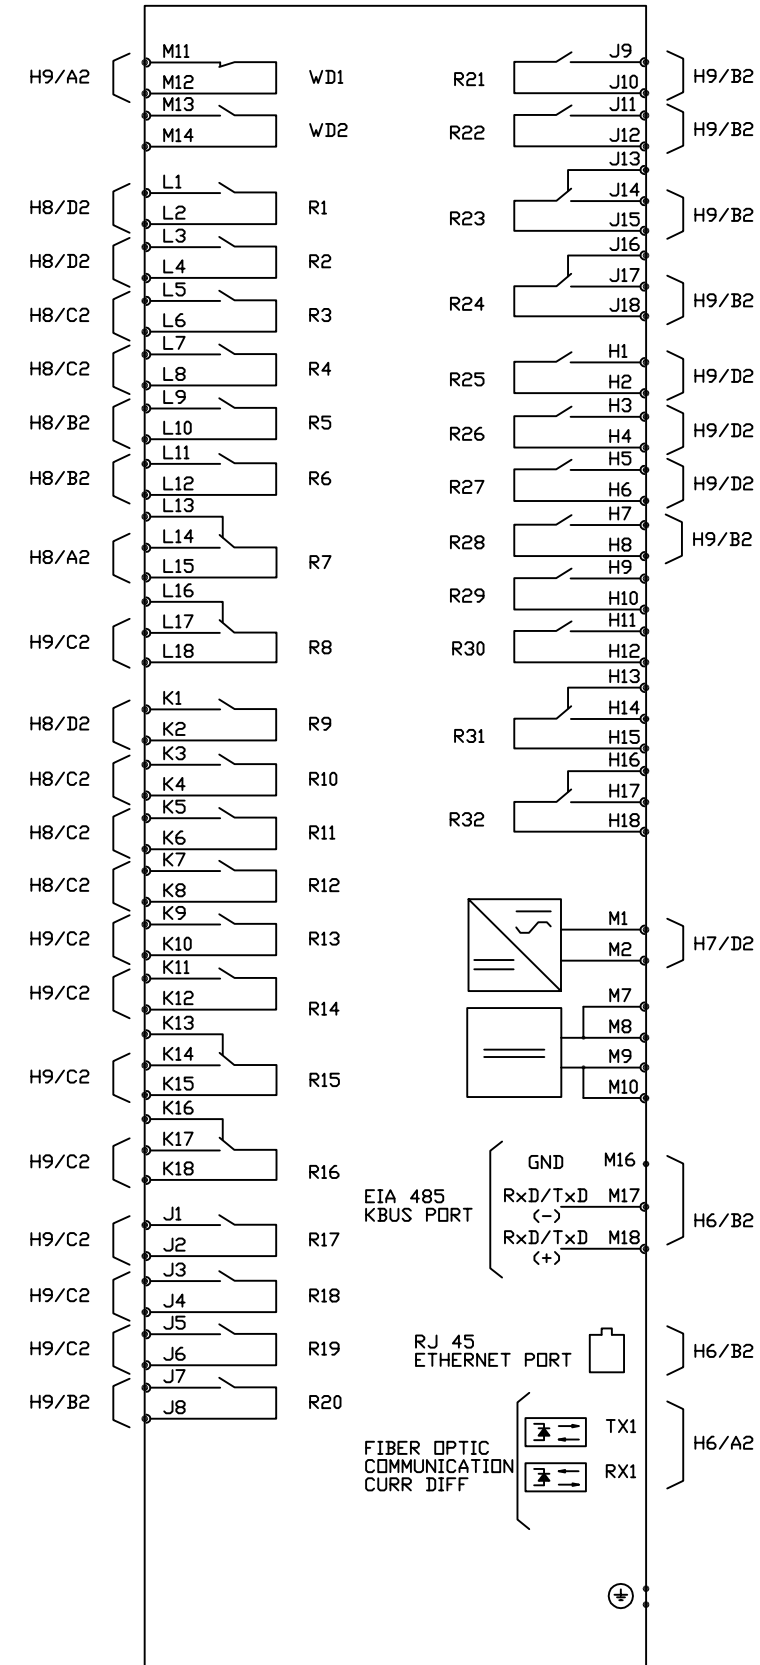 M11
H9/A2
M12
WD1
M13
WD2
M14
L1
H8/D2
R1
L2
L3
H8/D2
R2
L4
L5
H8/C2
R3
L6
L7
H8/C2
R4
L8
L9
H8/B2
R5
L10
L11
H8/B2
R6
L12
L13
L14
H8/A2
R7
L15
L16
L17
H9/C2
R8
L18
K1
H8/D2
R9
K2
K3
H8/C2
R10
K4
K5
H8/C2
R11
K6
K7
H8/C2
R12
K8
K9
H9/C2
R13
K10
K11
H9/C2
K12
R14
K13
K14
H9/C2
R15
K15
K16
K17
H9/C2
R16
K18
J1
H9/C2
R17
J2
J3
H9/C2
R18
J4
J5
H9/C2
R19
J6
J7
H9/B2
R20
J8
J9
R21
H9/B2
J10
J11
R22
H9/B2
J12
J13
J14
R23
H9/B2
J15
J16
J17
R24
H9/B2
J18
H1
R25
H9/D2
H2
H3
R26
H9/D2
H4
H5
R27
H9/D2
H6
H7
R28
H9/B2
H8
H9
R29
H10
H11
R30
H12
H13
H14
R31
H15
H16
H17
R32
H18
M1
H7/D2
M2
M7
M8
M9
M10
GND M16
EIA 485
KBUS PORT
RxD/TxD M17
(-)
H6/B2
RxD/TxD M18
(+)
RJ 45
ETHERNET PORT
H6/B2
TX1
H6/A2
FIBER OPTIC
COMMUNICATION
CURR DIFF
RX1